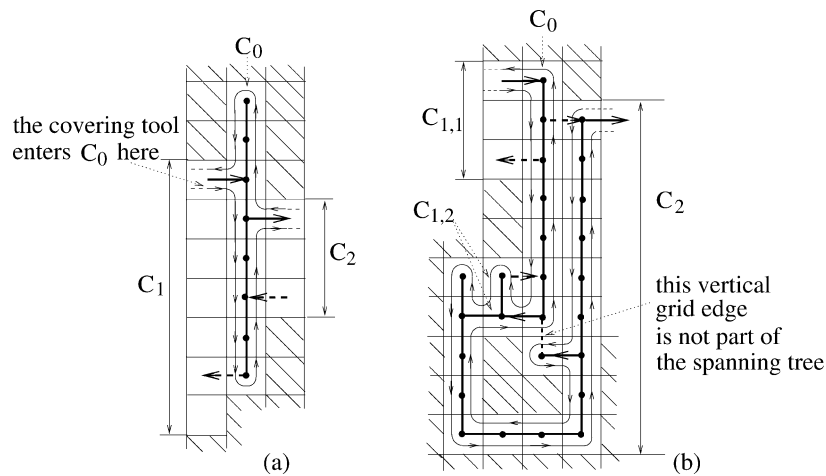 C0
the covering tool
enters C0 here
C1
C2
(a)
C0
C1,1
C1,2
C2
this vertical
grid edge
is not part of
the spanning tree
(b)